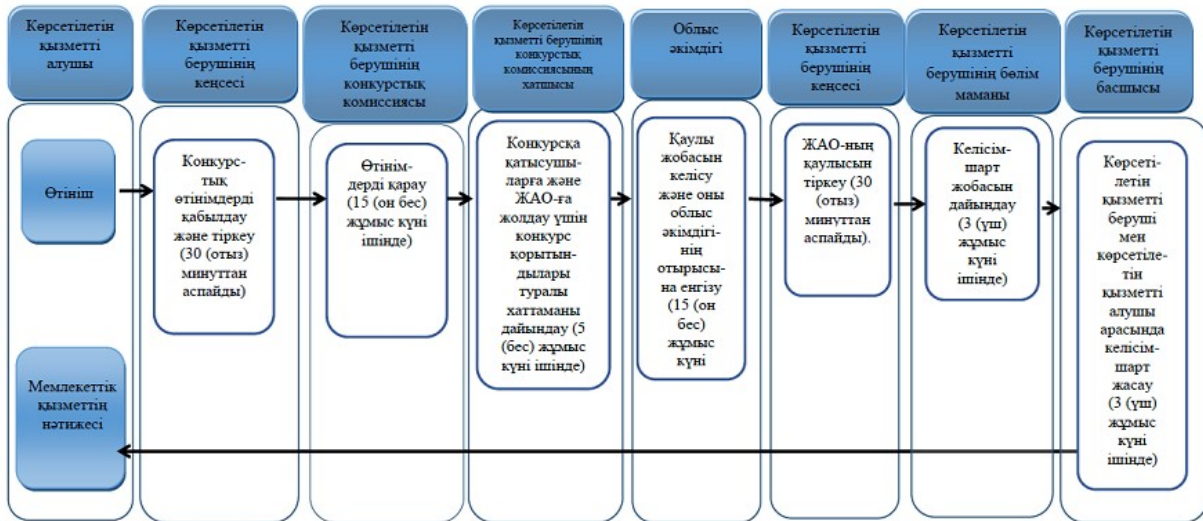 Көрсетілетін
қызметті
алушы
Көрсетілетін
қызметті
берушінің
кеңсесі
Көрсетілетін
қызметті
берушінің
конкурстық
комиссиясы
Көрсетілетін
қызметті берушінің
конкурстық
комиссиясының
хатшысы
Облыс
әкімдігі
Көрсетілетін
қызметті
берушінің
кеңсесі
Көрсетілетін
қызметті
берушінің бөлім
маманы
Көрсетілетін
қызметті
берушінің
басшысы
Өтініш
Конкурс-
тық
өтінімдерді
қабылдау
және тіркеу
(30 (отыз)
минуттан
аспайды)
Өтінім-
дерді қарау
(15 (он бес)
жұмыс күні
ішінде)
Конкурсқа
қатысушы-
ларға және
ЖАО-ға
жолдау үшін
конкурс
қорытын-
дылары
туралы
хаттаманы
дайындау (5
(бес) жұмыс
күні ішінде)
Қаулы
жобасын
келісу
және оны
облыс
әкімдігі-
нің
отырысы-
на енгізу
(15 (он
бес)
жұмыс
күні
ЖАО-ның
қаулысын
тіркеу (30
(отыз)
минуттан
аспайды).
Келісім-
шарт
жобасын
дайындау
(3 (үш)
жұмыс
күні
ішінде)
Көрсеті-
летін
қызметті
беруші
мен
көрсетіле-
тін
қызметті
алушы
арасында
келісім-
шарт
жасау
(3 (үш)
жұмыс
күні
ішінде)
Мемлекеттік
қызметтің
нәтижесі